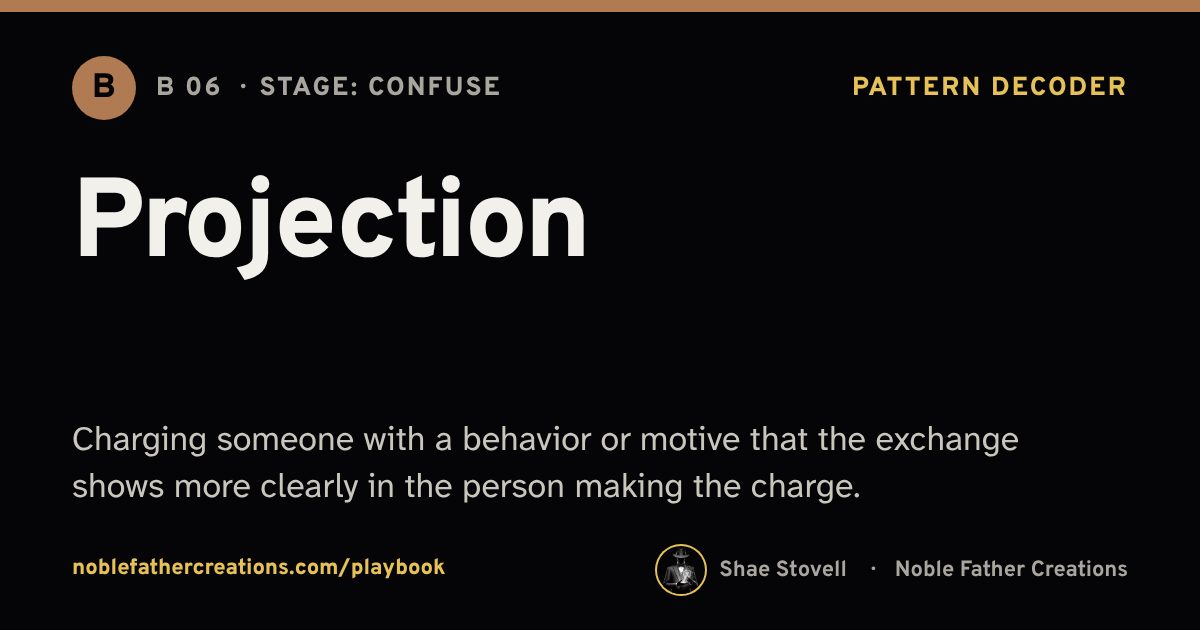 B
B 06 · STAGE: CONFUSE
PATTERN DECODER
Projection
Charging someone with a behavior or motive that the exchange
shows more clearly in the person making the charge.
noblefathercreations.com/playbook
Shae Stovell · Noble Father Creations